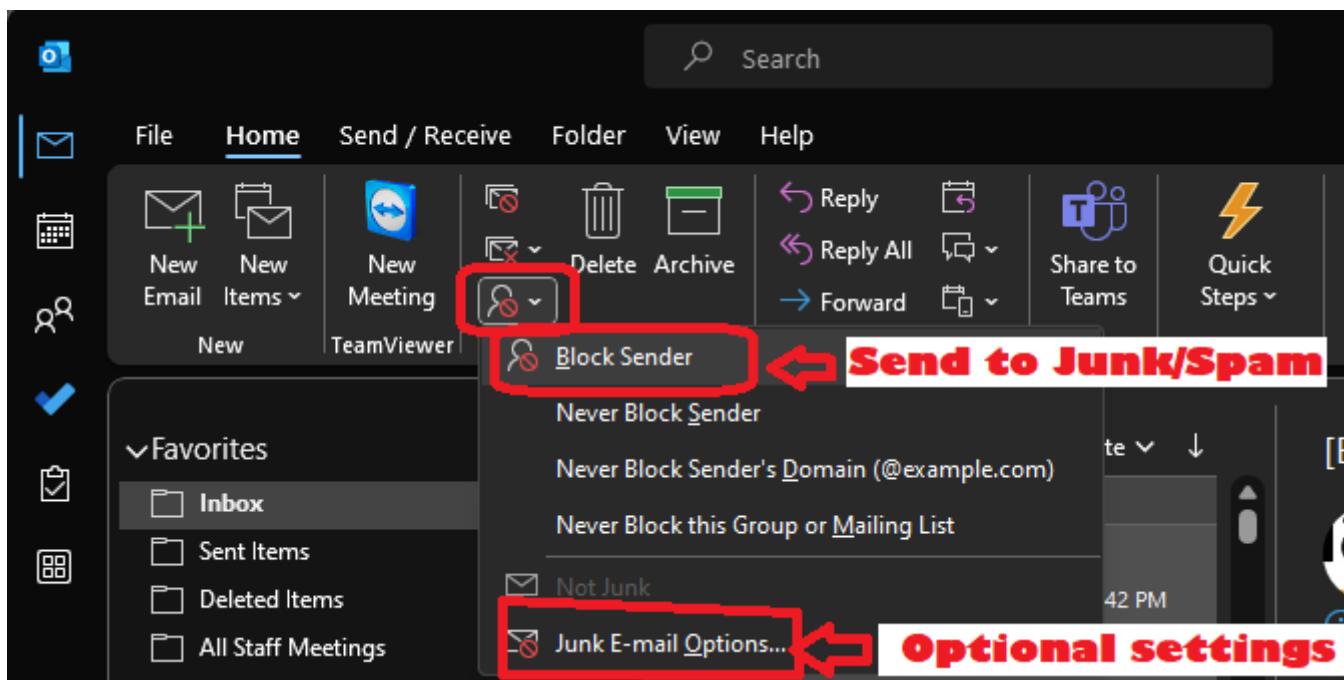 Search
File Home Send / Receive Folder View Help
New Email
New Items
New Meeting
Delete
Archive
Reply
Reply All
Forward
Share to Teams
Quick Steps
New
TeamViewer
Block Sender
Send to Junk/Spam
Never Block Sender
Never Block Sender's Domain (@example.com)
Never Block this Group or Mailing List
Not Junk
Junk E-mail Options...
Optional settings
Favorites
Inbox
Sent Items
Deleted Items
All Staff Meetings
te
42 PM